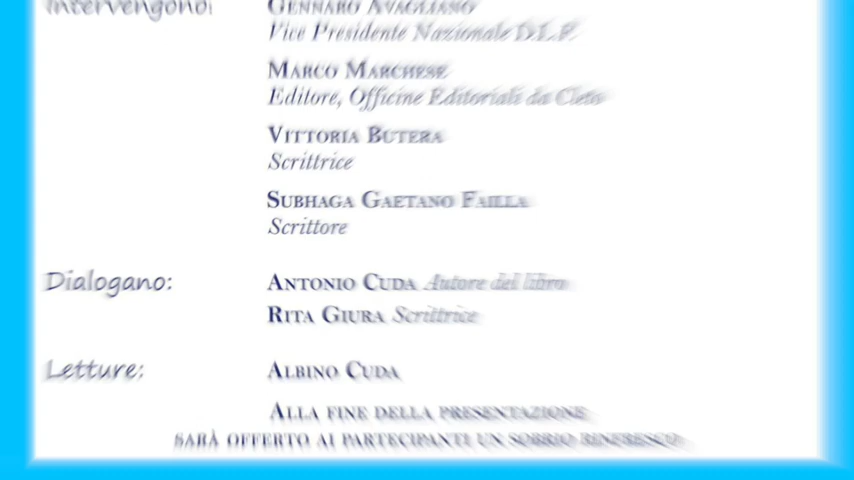 Intervengono: GENNARO AVAGLIANO
Vice Presidente Nazionale D.L.F.
MARCO MARCHESE
Editore, Officine Editoriali da Cleto
VITTORIA BUTERA
Scrittrice
SUBHAGA GAETANO FAILLA
Scrittore
Dialogano: ANTONIO CUDA Autore del libro
RITA GIURA Scrittrice
Letture: ALBINO CUDA
ALLA FINE DELLA PRESENTAZIONE
SARÀ OFFERTO AI PARTECIPANTI UN SOBRIO RINFRESCO